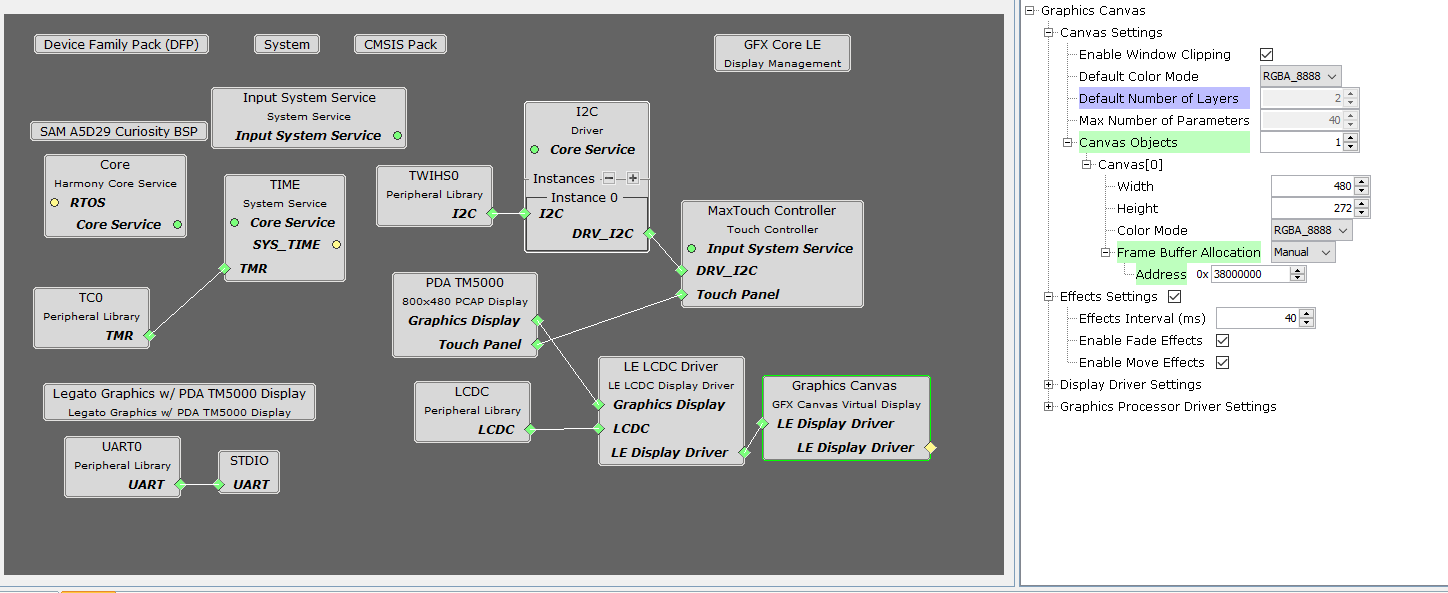 Device Family Pack (DFP)
System
CMSIS Pack
GFX Core LE
Display Management
Input System Service
System Service
Input System Service
SAM A5D29 Curiosity BSP
I2C
Driver
Core Service
Instances
Instance 0
I2C
DRV_I2C
Core
Harmony Core Service
RTOS
Core Service
TIME
System Service
Core Service
SYS_TIME
TMR
TWIHS0
Peripheral Library
I2C
MaxTouch Controller
Touch Controller
Input System Service
DRV_I2C
Touch Panel
TC0
Peripheral Library
TMR
PDA TM5000
800x480 PCAP Display
Graphics Display
Touch Panel
LE LCDC Driver
LE LCDC Display Driver
Graphics Display
LCDC
LE Display Driver
LCDC
Peripheral Library
LCDC
Graphics Canvas
GFX Canvas Virtual Display
LE Display Driver
LE Display Driver
Legato Graphics w/ PDA TM5000 Display
Legato Graphics w/ PDA TM5000 Display
UART0
Peripheral Library
UART
STDIO
UART
Graphics Canvas
Canvas Settings
Enable Window Clipping
Default Color Mode RGBA_8888
Default Number of Layers 2
Max Number of Parameters 40
Canvas Objects 1
Canvas[0]
Width 480
Height 272
Color Mode RGBA_8888
Frame Buffer Allocation Manual
Address 0x 38000000
Effects Settings
Effects Interval (ms) 40
Enable Fade Effects
Enable Move Effects
Display Driver Settings
Graphics Processor Driver Settings